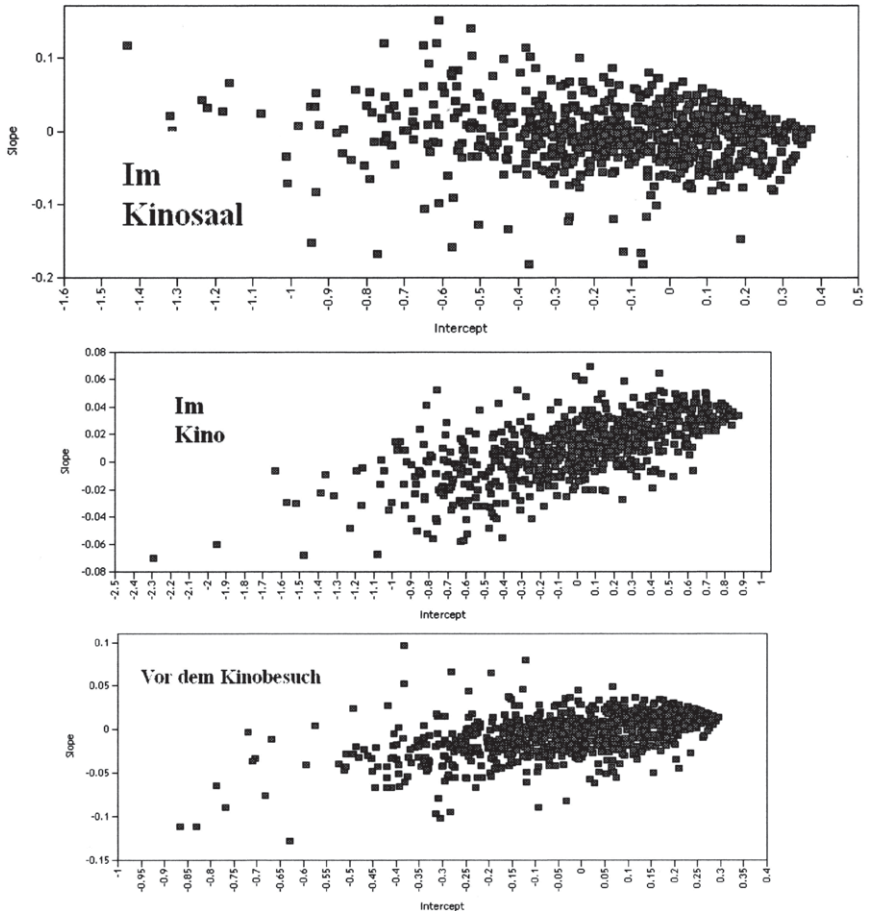 0.1
0
-0.1
-0.2
Slope
Im
Kinosaal
-1.6 -1.5 -1.4 -1.3 -1.2 -1.1 -1 -0.9 -0.8 -0.7 -0.6 -0.5 -0.4 -0.3 -0.2 -0.1 0 0.1 0.2 0.3 0.4 0.5
Intercept
0.08
0.06
0.04
0.02
0
-0.02
-0.04
-0.06
-0.08
Slope
Im
Kino
-2.5 -2.4 -2.3 -2.2 -2.1 -2 -1.9 -1.8 -1.7 -1.6 -1.5 -1.4 -1.3 -1.2 -1.1 -1 -0.9 -0.8 -0.7 -0.6 -0.5 -0.4 -0.3 -0.2 -0.1 0 0.1 0.2 0.3 0.4 0.5 0.6 0.7 0.8 0.9 1
Intercept
0.1
0.05
0
-0.05
-0.1
-0.15
Slope
Vor dem Kinobesuch
-1 -0.95 -0.9 -0.85 -0.8 -0.75 -0.7 -0.65 -0.6 -0.55 -0.5 -0.45 -0.4 -0.35 -0.3 -0.25 -0.2 -0.15 -0.1 -0.05 0 0.05 0.1 0.15 0.2 0.25 0.3 0.35 0.4
Intercept